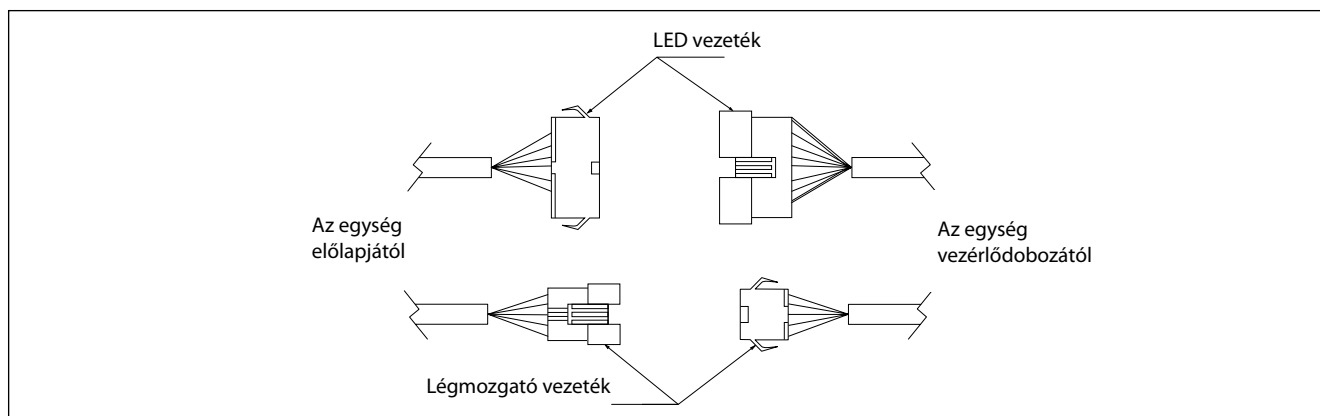 LED vezeték
Az egység
előlapjától
Az egység
vezérlődobozától
Légmozgató vezeték